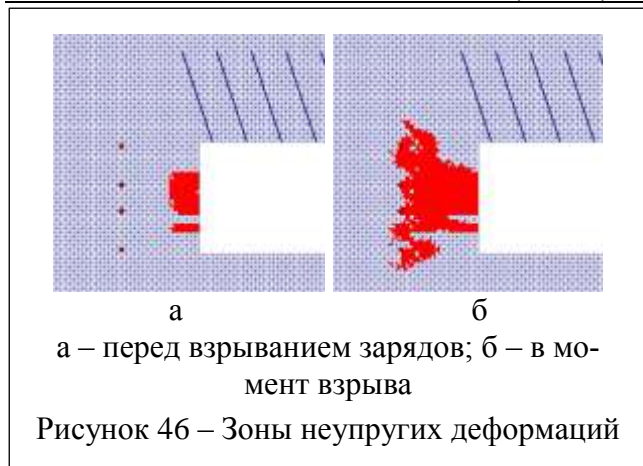 а б
а – перед взрыванием зарядов; б – в мо-
мент взрыва
Рисунок 46 – Зоны неупругих деформаций